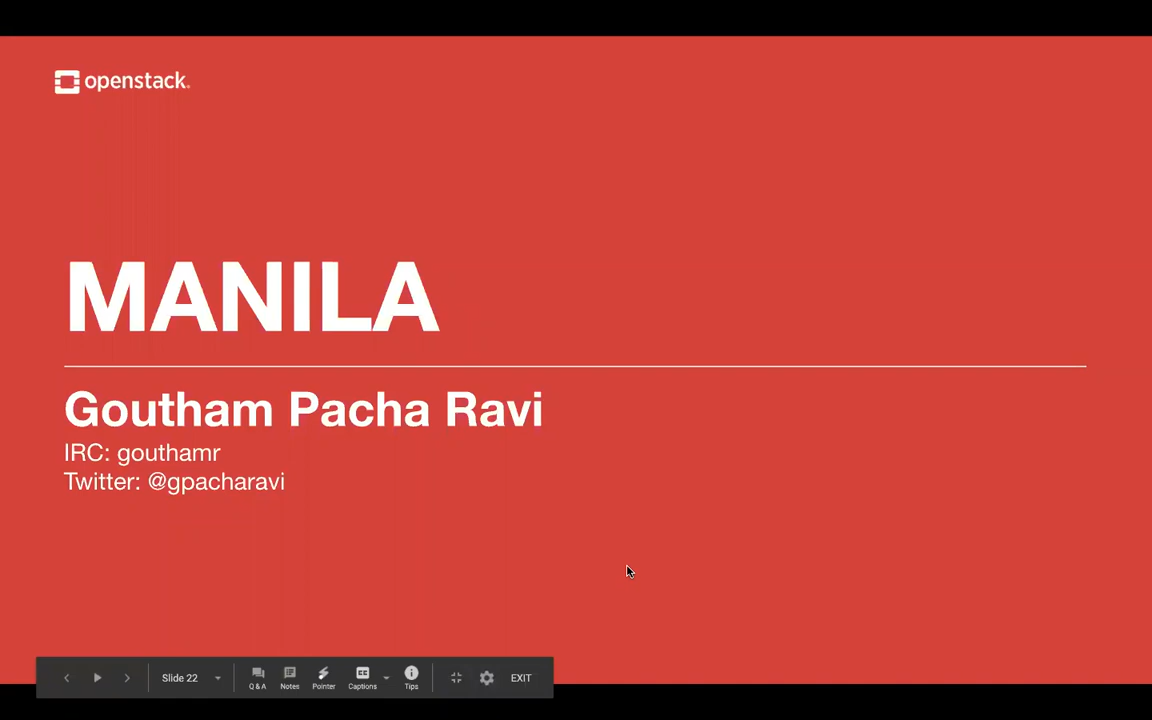 openstack.
MANILA
Goutham Pacha Ravi
IRC: gouthamr
Twitter: @gpacharavi
Slide 22
Q & A
Notes
Pointer
Captions
Tips
EXIT